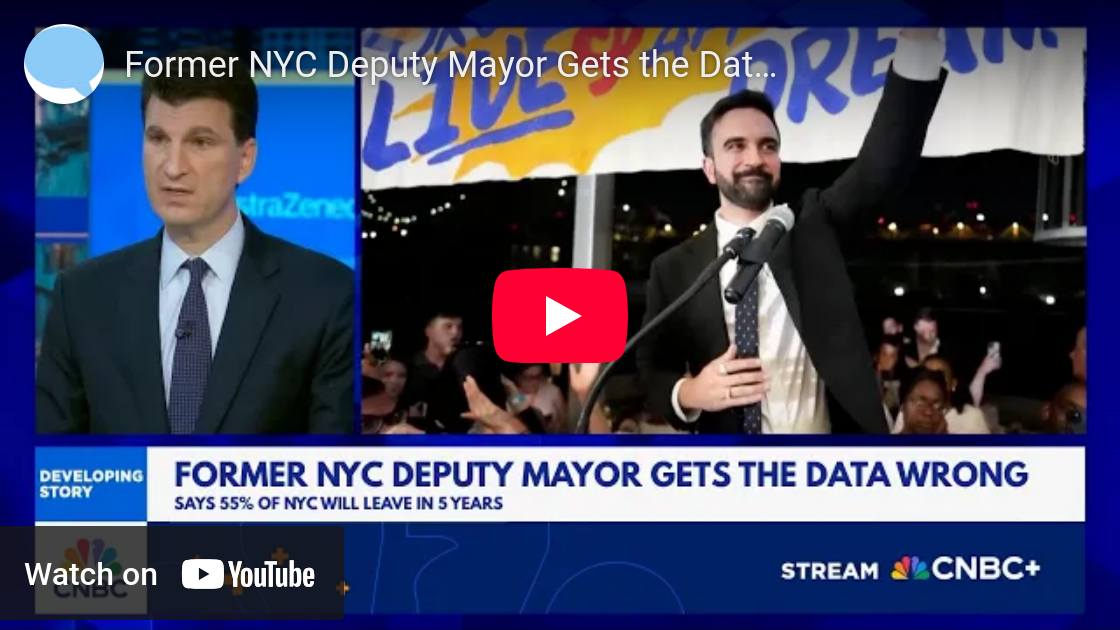 Former NYC Deputy Mayor Gets the Dat...
LIVE
DREAM
straZenec
DEVELOPING
STORY
FORMER NYC DEPUTY MAYOR GETS THE DATA WRONG
SAYS 55% OF NYC WILL LEAVE IN 5 YEARS
Watch on YouTube
CNBC
STREAM CNBC+